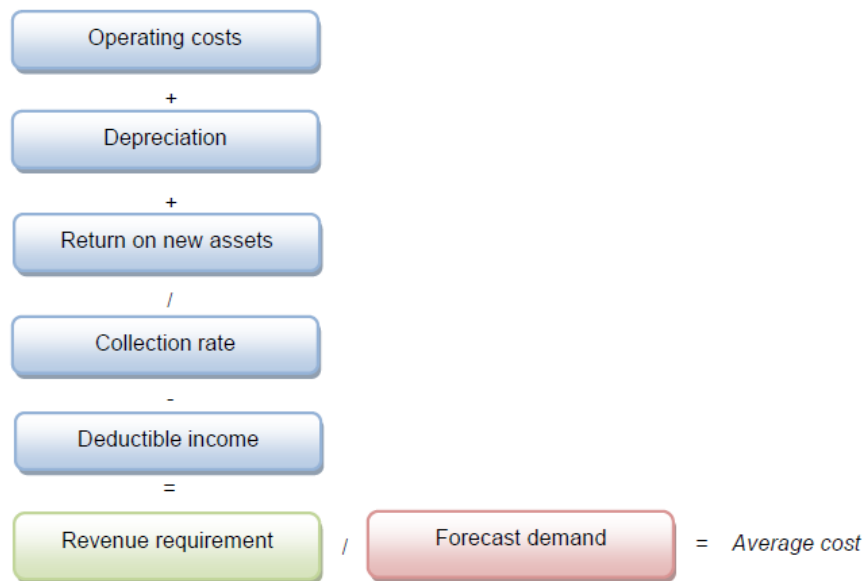 Operating costs
+
Depreciation
+
Return on new assets
/
Collection rate
-
Deductible income
=
Revenue requirement / Forecast demand = Average cost